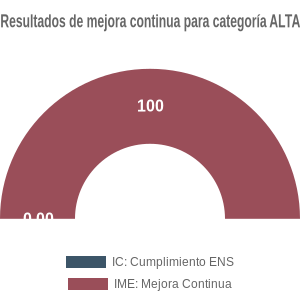 Resultados de mejora continua para categoría ALTA
100
0.00
IC: Cumplimiento ENS
IME: Mejora Continua